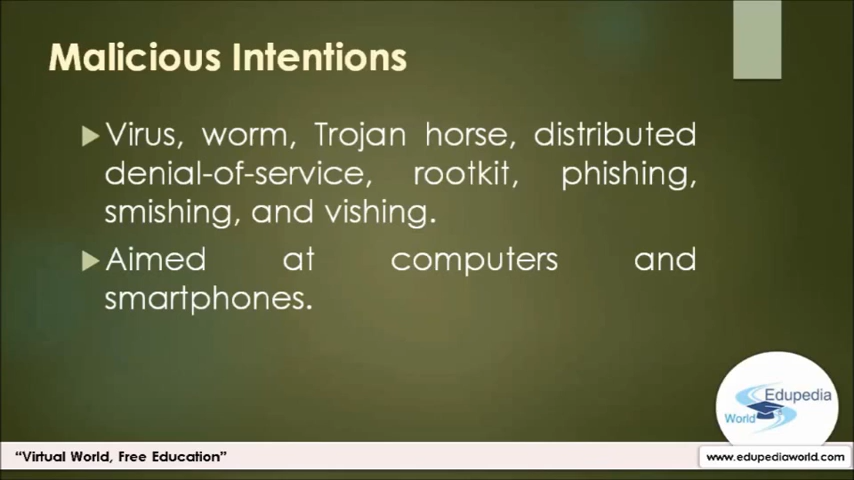 Malicious Intentions
Virus, worm, Trojan horse, distributed
denial-of-service, rootkit, phishing,
smishing, and vishing.
Aimed at computers and
smartphones.
Edupedia
World
“Virtual World, Free Education”
www.edupediaworld.com